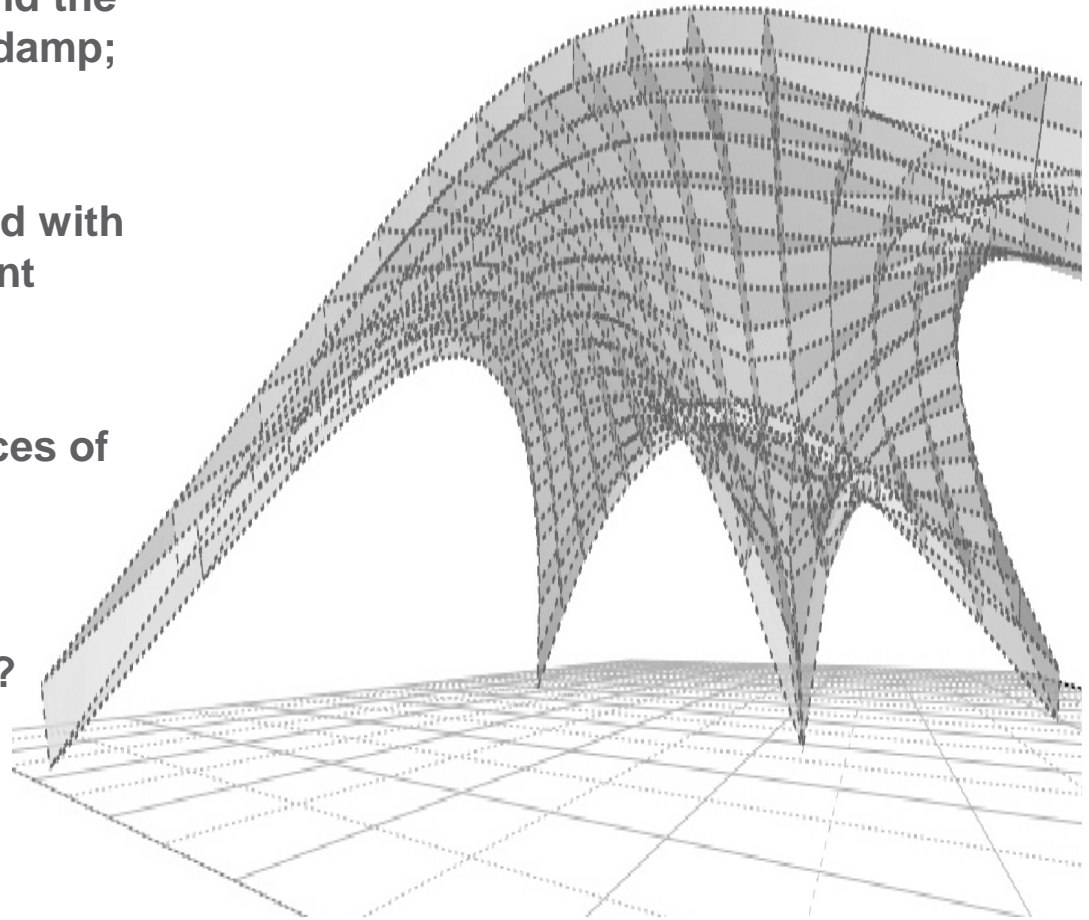 nd the
damp;
d with
nt
ces of
?